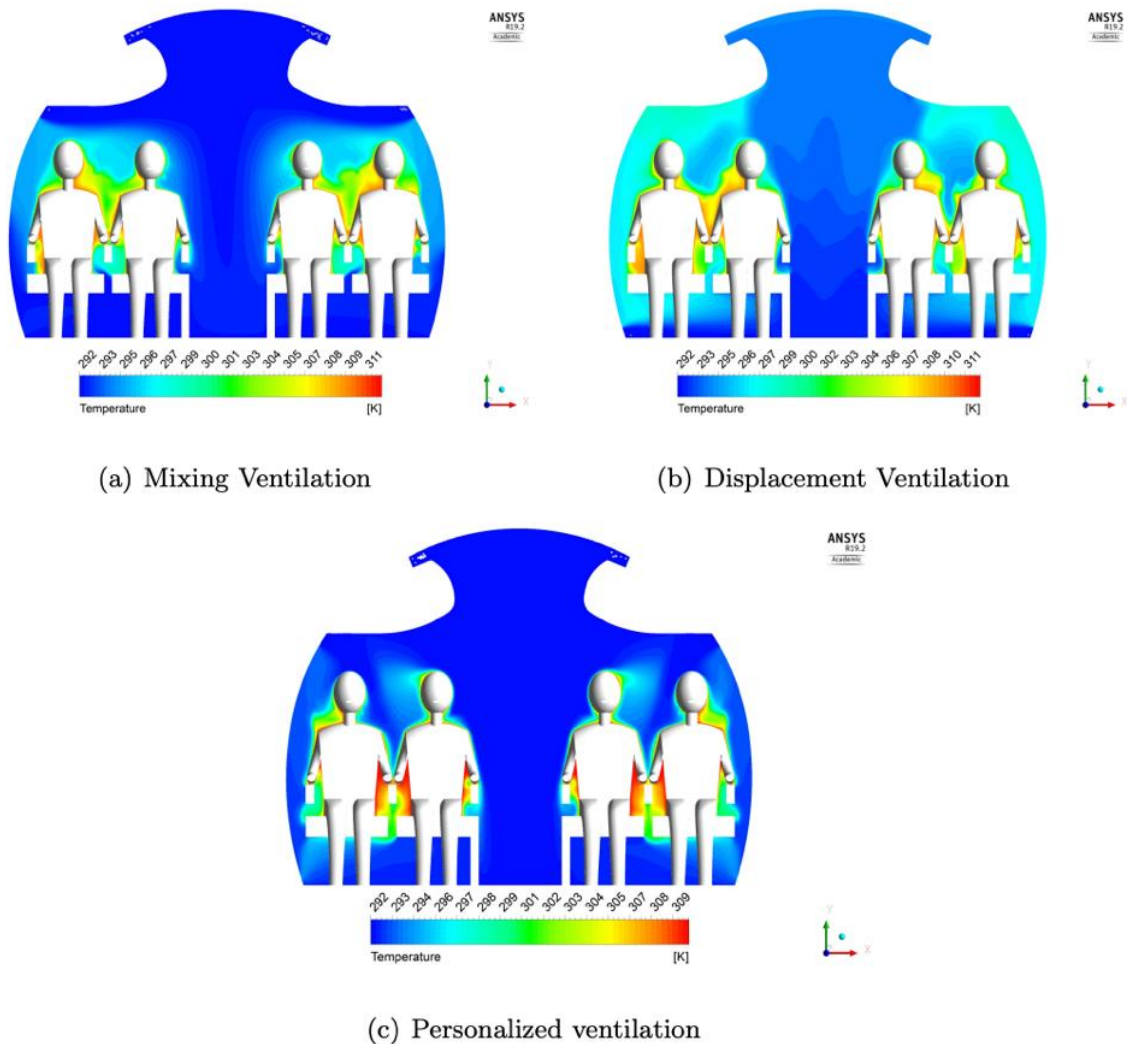 ANSYS
R19.2
Academic
292 293 295 296 297 299 300 301 303 304 305 307 308 309 311
Temperature [K]
Y
X
(a) Mixing Ventilation
ANSYS
R19.2
Academic
292 293 295 296 297 299 300 302 303 304 306 307 308 310 311
Temperature [K]
Y
X
(b) Displacement Ventilation
ANSYS
R19.2
Academic
292 293 294 296 297 298 299 301 302 303 304 305 307 308 309
Temperature [K]
Y
X
(c) Personalized ventilation